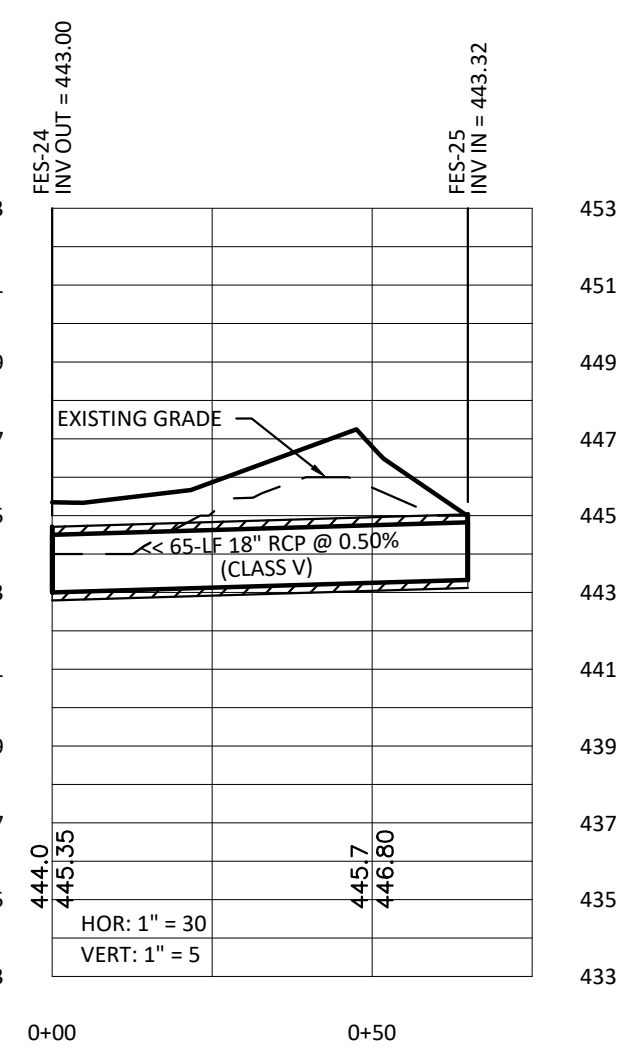 FES-24
INV OUT = 443.00
FES-25
INV IN = 443.32
453
451
449
447
445
443
441
439
437
435
433
EXISTING GRADE
<< 65-LF 18" RCP @ 0.50%
(CLASS V)
444.0
445.35
445.7
446.80
HOR: 1" = 30
VERT: 1" = 5
0+00
0+50